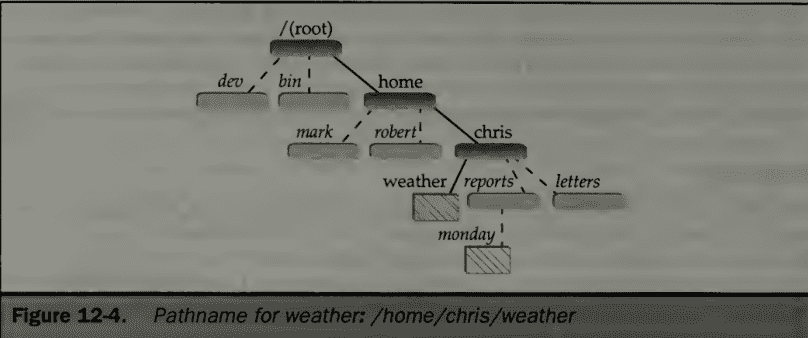 /(root)
dev bin home
mark robert chris
weather reports letters
monday
Figure 12-4. Pathname for weather: /home/chris/weather